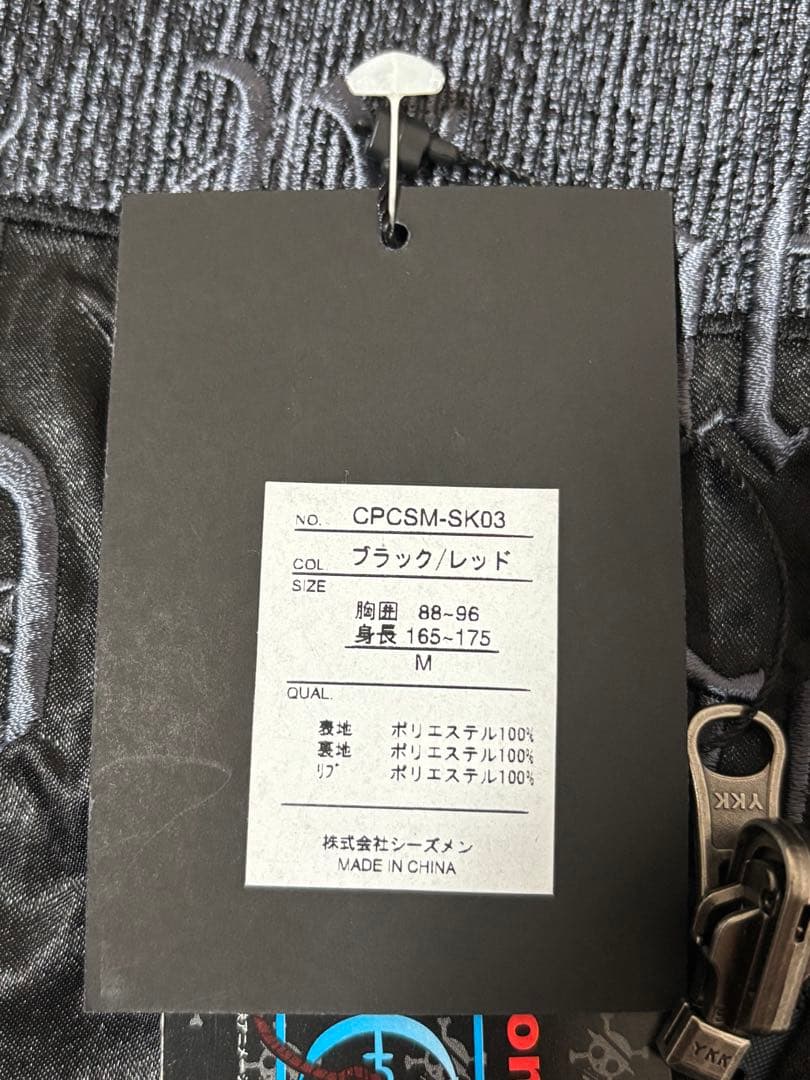 NO. CPCSM-SK03
COL. ブラック/レッド
SIZE
胸囲 88~96
身長 165~175
M
QUAL.
表地 ポリエステル100%
裏地 ポリエステル100%
リブ ポリエステル100%
株式会社シーズメン
MADE IN CHINA
YKK
YKK
on